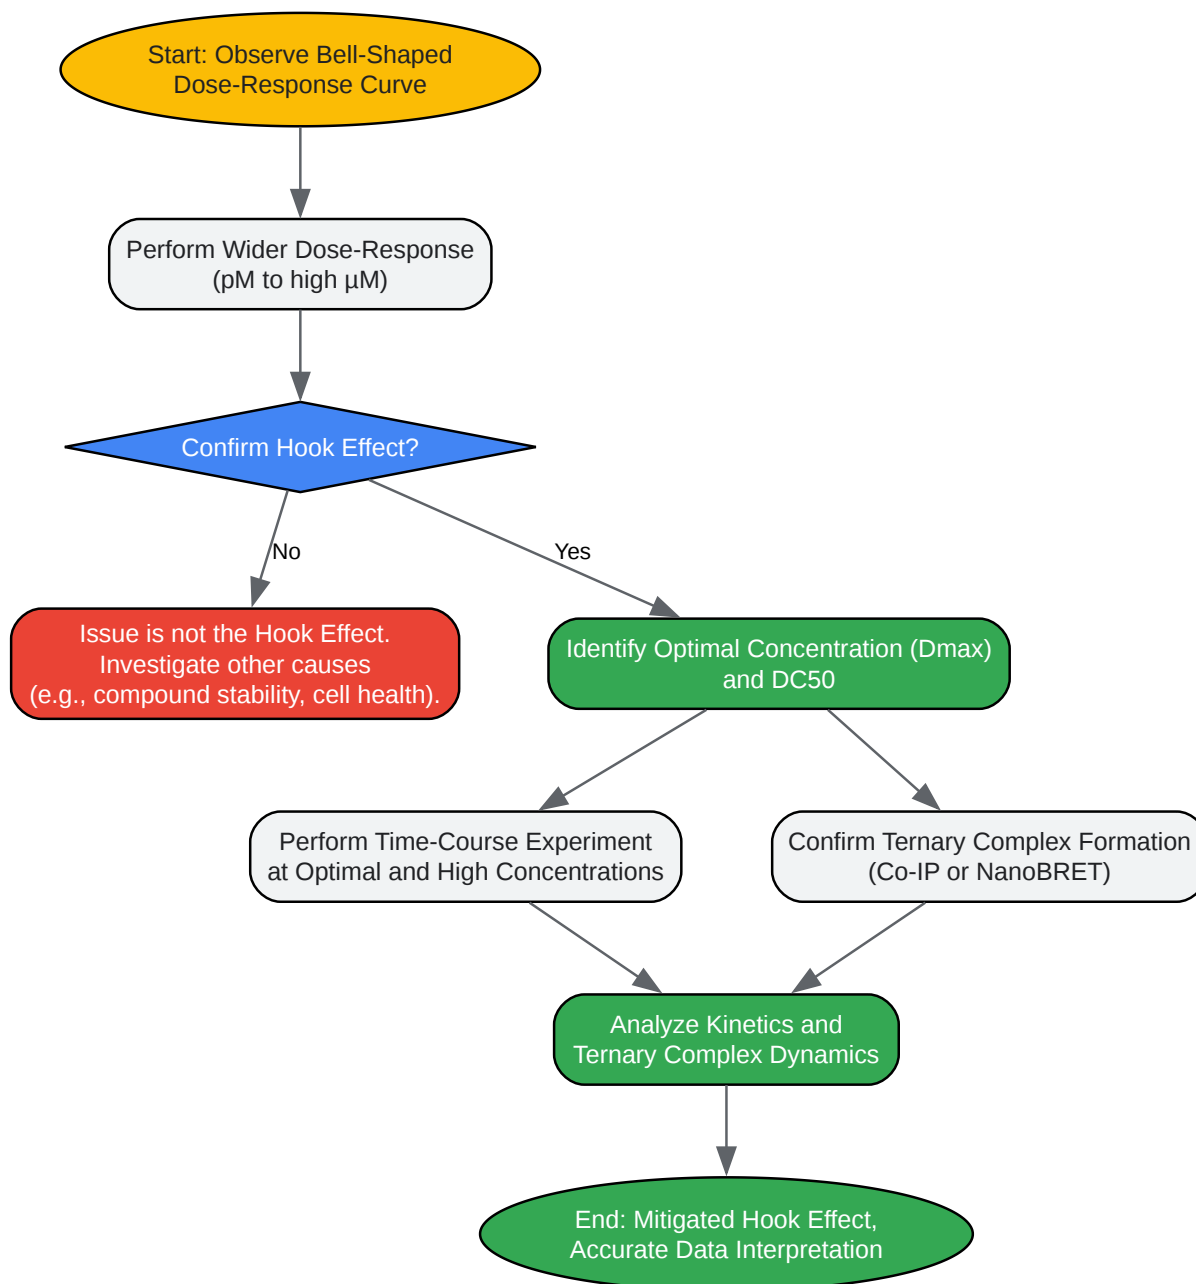 Start: Observe Bell-Shaped
Dose-Response Curve
Perform Wider Dose-Response
(pM to high µM)
Confirm Hook Effect?
No
Yes
Issue is not the Hook Effect.
Investigate other causes
(e.g., compound stability, cell health).
Identify Optimal Concentration (Dmax)
and DC50
Perform Time-Course Experiment
at Optimal and High Concentrations
Confirm Ternary Complex Formation
(Co-IP or NanoBRET)
Analyze Kinetics and
Ternary Complex Dynamics
End: Mitigated Hook Effect,
Accurate Data Interpretation